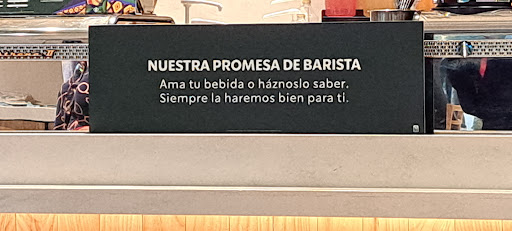 NUESTRA PROMESA DE BARISTA
Ama tu bebida o háznoslo saber.
Siempre la haremos bien para ti.